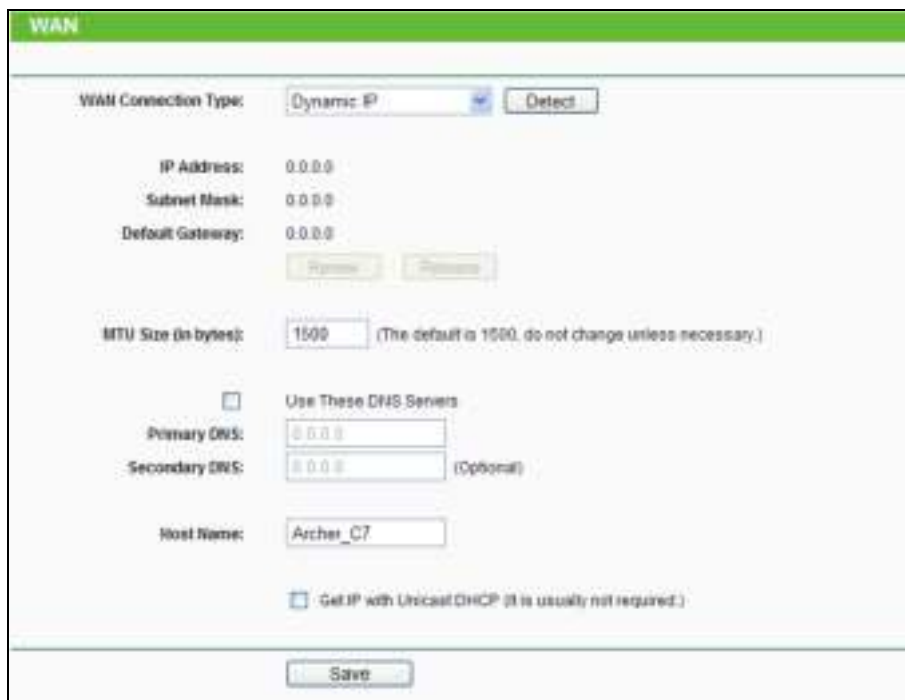 WAN
WAN Connection Type: Dynamic IP Detect
IP Address: 0.0.0.0
Subnet Mask: 0.0.0.0
Default Gateway: 0.0.0.0
Renew Release
MTU Size (in bytes): 1500 (The default is 1500, do not change unless necessary.)
Use These DNS Servers
Primary DNS: 0.0.0.0
Secondary DNS: 0.0.0.0 (Optional)
Host Name: Archer_C7
Get IP with Unicast DHCP (It is usually not required.)
Save